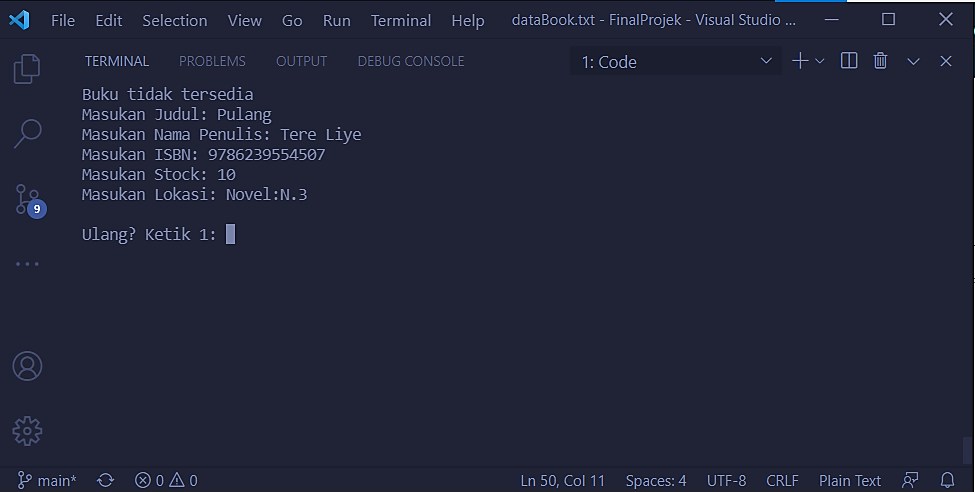 File Edit Selection View Go Run Terminal Help dataBook.txt - FinalProjek - Visual Studio ...
TERMINAL PROBLEMS OUTPUT DEBUG CONSOLE 1: Code
Buku tidak tersedia
Masukan Judul: Pulang
Masukan Nama Penulis: Tere Liye
Masukan ISBN: 9786239554507
Masukan Stock: 10
Masukan Lokasi: Novel:N.3
Ulang? Ketik 1:
9
main* 0 0 Ln 50, Col 11 Spaces: 4 UTF-8 CRLF Plain Text